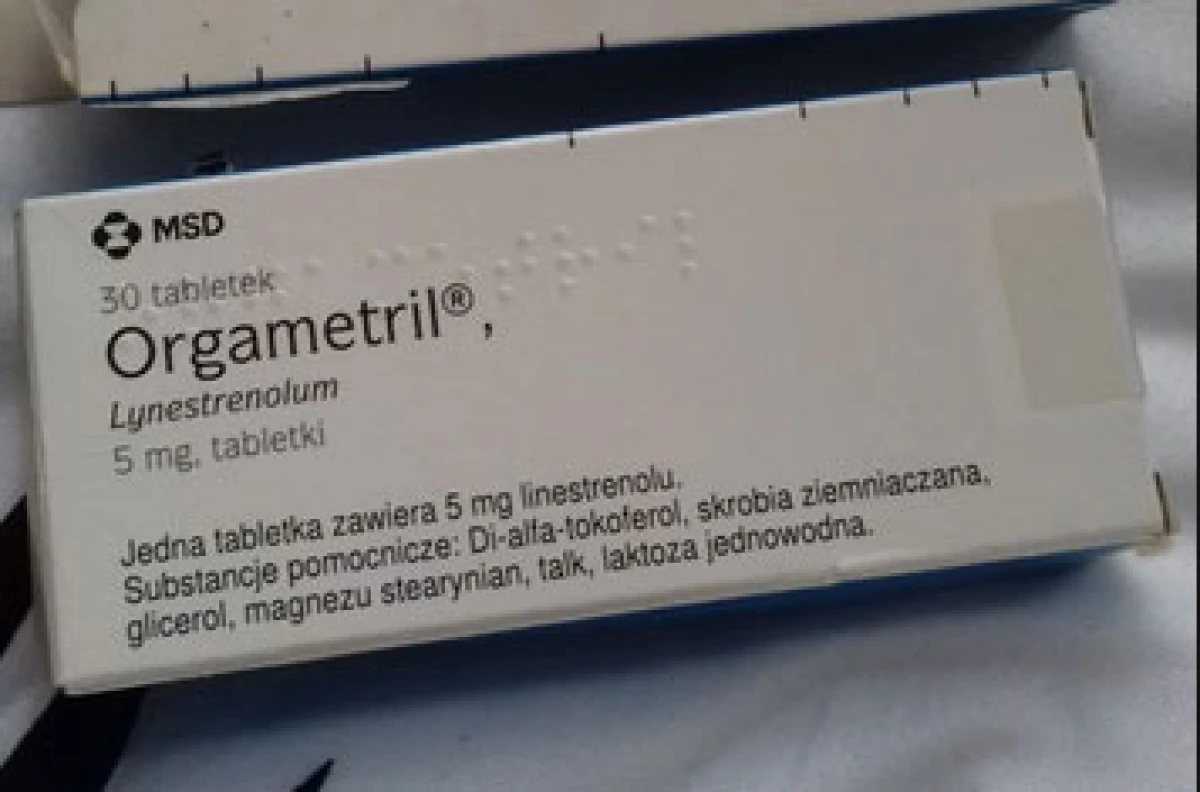 MSD
30 tabletek
Orgametril®,
Lynestrenolum
5 mg, tabletki
Jedna tabletka zawiera 5 mg linestrenolu.
Substancje pomocnicze: Di-alfa-tokoferol, skrobia ziemniaczana,
glicerol, magnezu stearynian, talk, laktoza jednowodna.